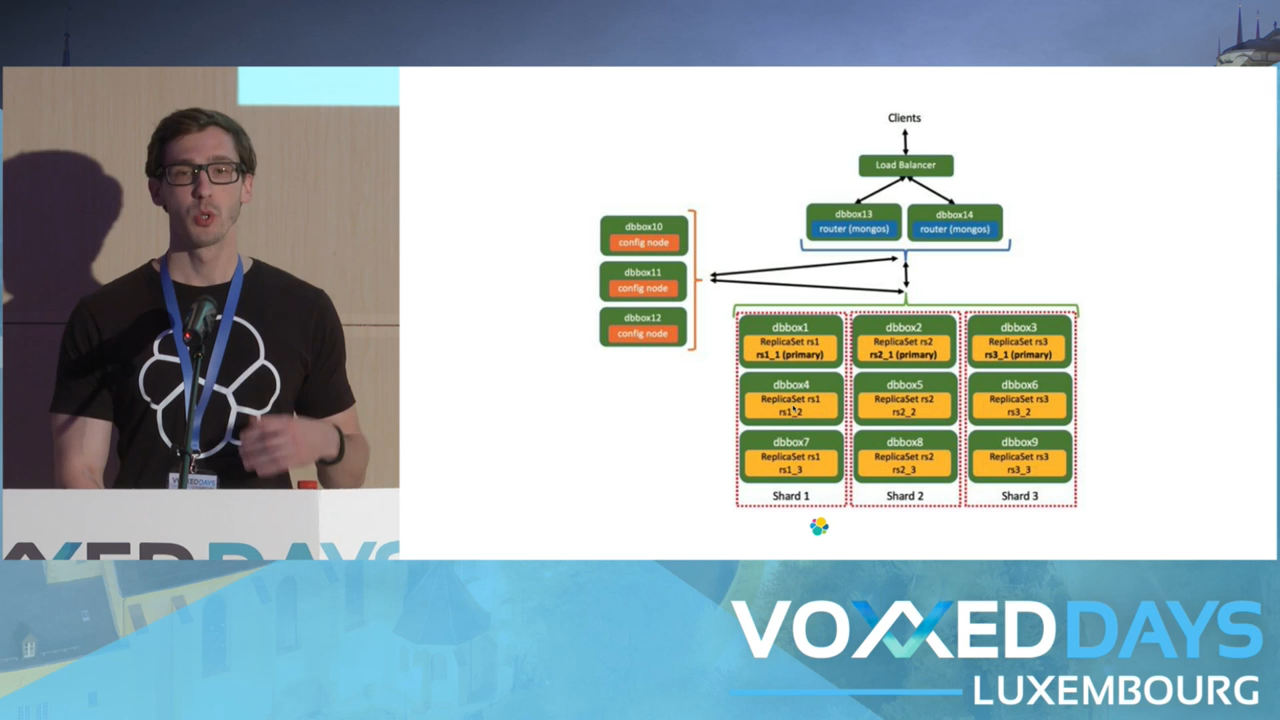 Clients
Load Balancer
dbbox13
router (mongos)
dbbox14
router (mongos)
dbbox10
config node
dbbox11
config node
dbbox12
config node
dbbox1
ReplicaSet rs1
rs1_1 (primary)
dbbox2
ReplicaSet rs2
rs2_1 (primary)
dbbox3
ReplicaSet rs3
rs3_1 (primary)
dbbox4
ReplicaSet rs1
rs1_2
dbbox5
ReplicaSet rs2
rs2_2
dbbox6
ReplicaSet rs3
rs3_2
dbbox7
ReplicaSet rs1
rs1_3
dbbox8
ReplicaSet rs2
rs2_3
dbbox9
ReplicaSet rs3
rs3_3
Shard 1
Shard 2
Shard 3
VOXXEDDAYS
VOXXED DAYS
VOXXEDDAYS
LUXEMBOURG